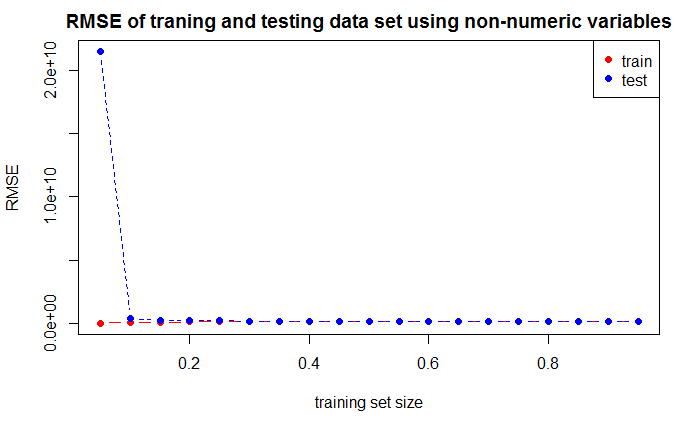 RMSE of traning and testing data set using non-numeric variables
train
test
2.0e+10
1.0e+10
0.0e+00
RMSE
0.2 0.4 0.6 0.8
training set size